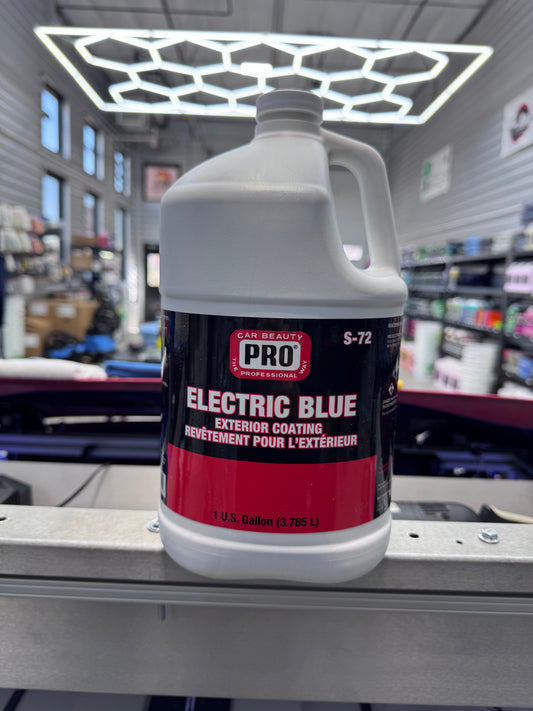 CAR BEAUTY
PRO®
THE PROFESSIONAL WAY
S-72
ELECTRIC BLUE
EXTERIOR COATING
REVÊTEMENT POUR L'EXTÉRIEUR
1 U.S. Gallon (3.785 L)